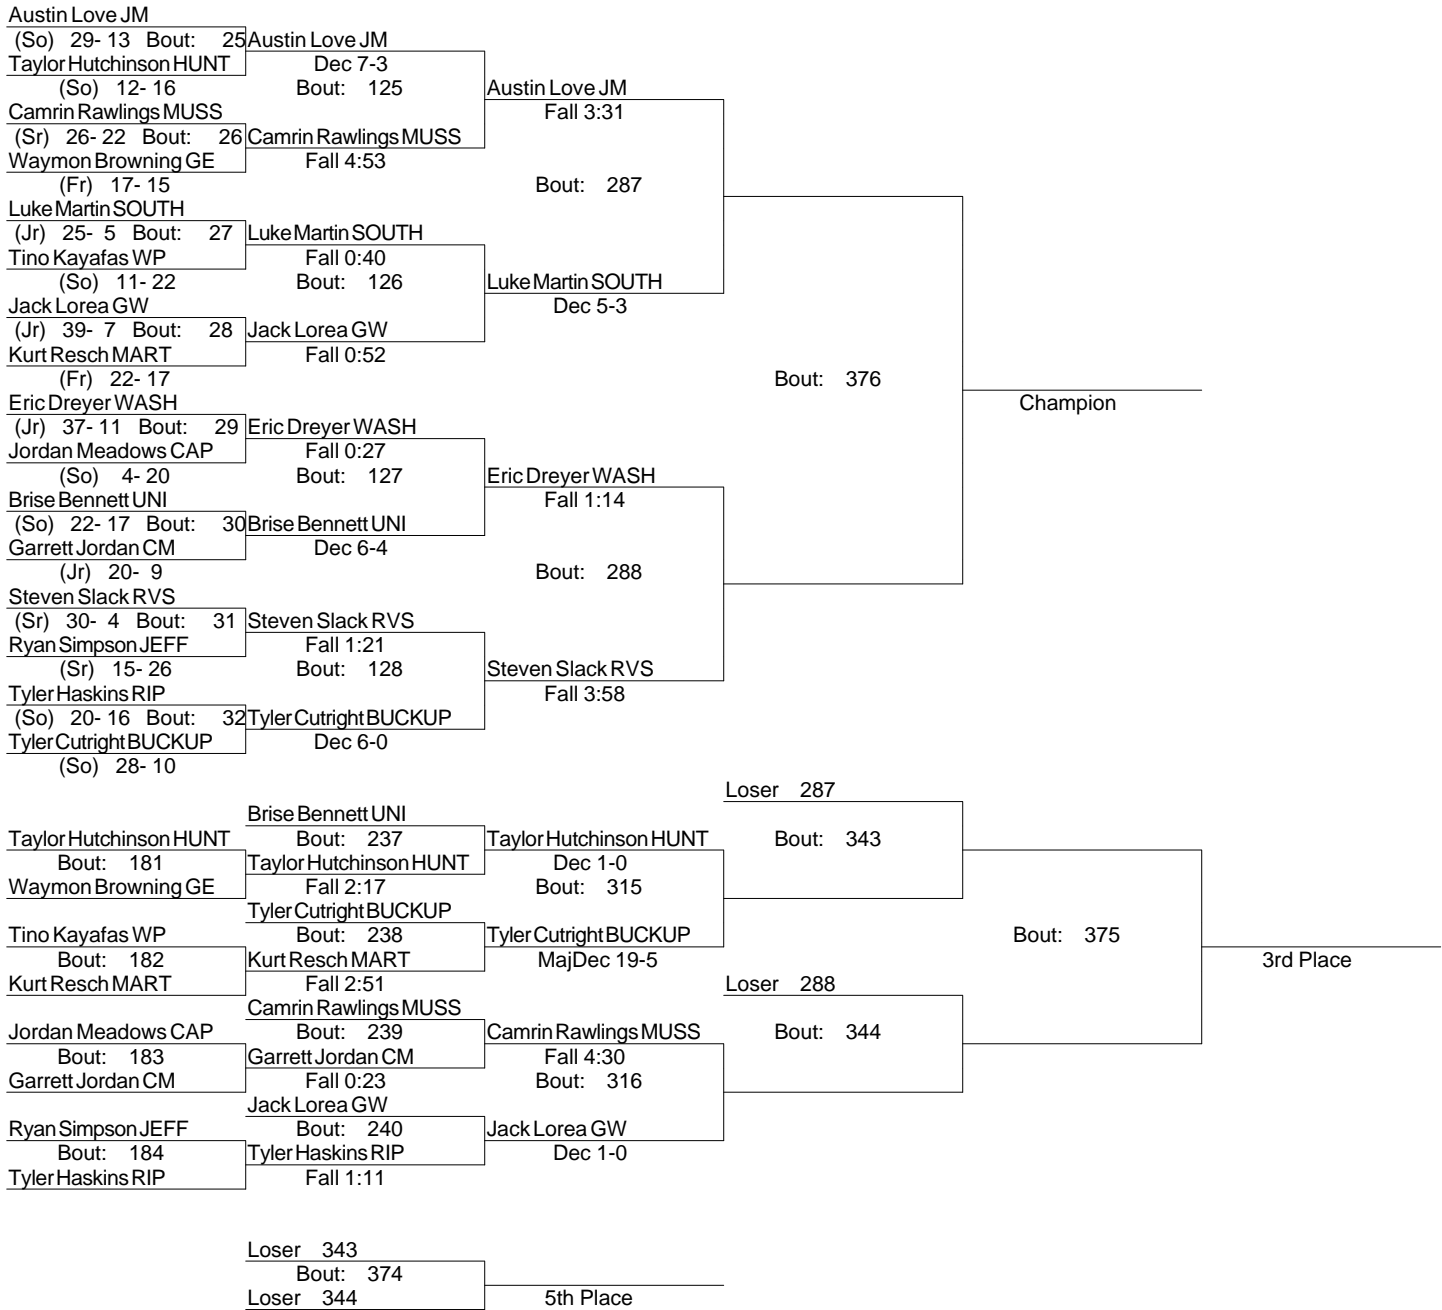 Austin Love JM
(So) 29- 13 Bout: 25 Austin Love JM
Taylor Hutchinson HUNT Dec 7-3
(So) 12- 16 Bout: 125 Austin Love JM
Camrin Rawlings MUSS Fall 3:31
(Sr) 26- 22 Bout: 26 Camrin Rawlings MUSS
Waymon Browning GE Fall 4:53
(Fr) 17- 15 Bout: 287
Luke Martin SOUTH
(Jr) 25- 5 Bout: 27 Luke Martin SOUTH
Tino Kayafas WP Fall 0:40
(So) 11- 22 Bout: 126 Luke Martin SOUTH
Jack Lorea GW Dec 5-3
(Jr) 39- 7 Bout: 28 Jack Lorea GW
Kurt Resch MART Fall 0:52
(Fr) 22- 17 Bout: 376
Eric Dreyer WASH Champion
(Jr) 37- 11 Bout: 29 Eric Dreyer WASH
Jordan Meadows CAP Fall 0:27
(So) 4- 20 Bout: 127 Eric Dreyer WASH
Brise Bennett UNI Fall 1:14
(So) 22- 17 Bout: 30 Brise Bennett UNI
Garrett Jordan CM Dec 6-4
(Jr) 20- 9 Bout: 288
Steven Slack RVS
(Sr) 30- 4 Bout: 31 Steven Slack RVS
Ryan Simpson JEFF Fall 1:21
(Sr) 15- 26 Bout: 128 Steven Slack RVS
Tyler Haskins RIP Fall 3:58
(So) 20- 16 Bout: 32 Tyler Cutright BUCKUP
Tyler Cutright BUCKUP Dec 6-0
(So) 28- 10
Loser 287
Brise Bennett UNI
Taylor Hutchinson HUNT Bout: 237 Taylor Hutchinson HUNT Bout: 343
Bout: 181 Taylor Hutchinson HUNT Dec 1-0
Waymon Browning GE Fall 2:17 Bout: 315
Tyler Cutright BUCKUP
Tino Kayafas WP Bout: 238 Tyler Cutright BUCKUP Bout: 375
Bout: 182 Kurt Resch MART MajDec 19-5 3rd Place
Kurt Resch MART Fall 2:51 Loser 288
Camrin Rawlings MUSS
Jordan Meadows CAP Bout: 239 Camrin Rawlings MUSS Bout: 344
Bout: 183 Garrett Jordan CM Fall 4:30
Garrett Jordan CM Fall 0:23 Bout: 316
Jack Lorea GW
Ryan Simpson JEFF Bout: 240 Jack Lorea GW
Bout: 184 Tyler Haskins RIP Dec 1-0
Tyler Haskins RIP Fall 1:11
Loser 343
Bout: 374
Loser 344 5th Place